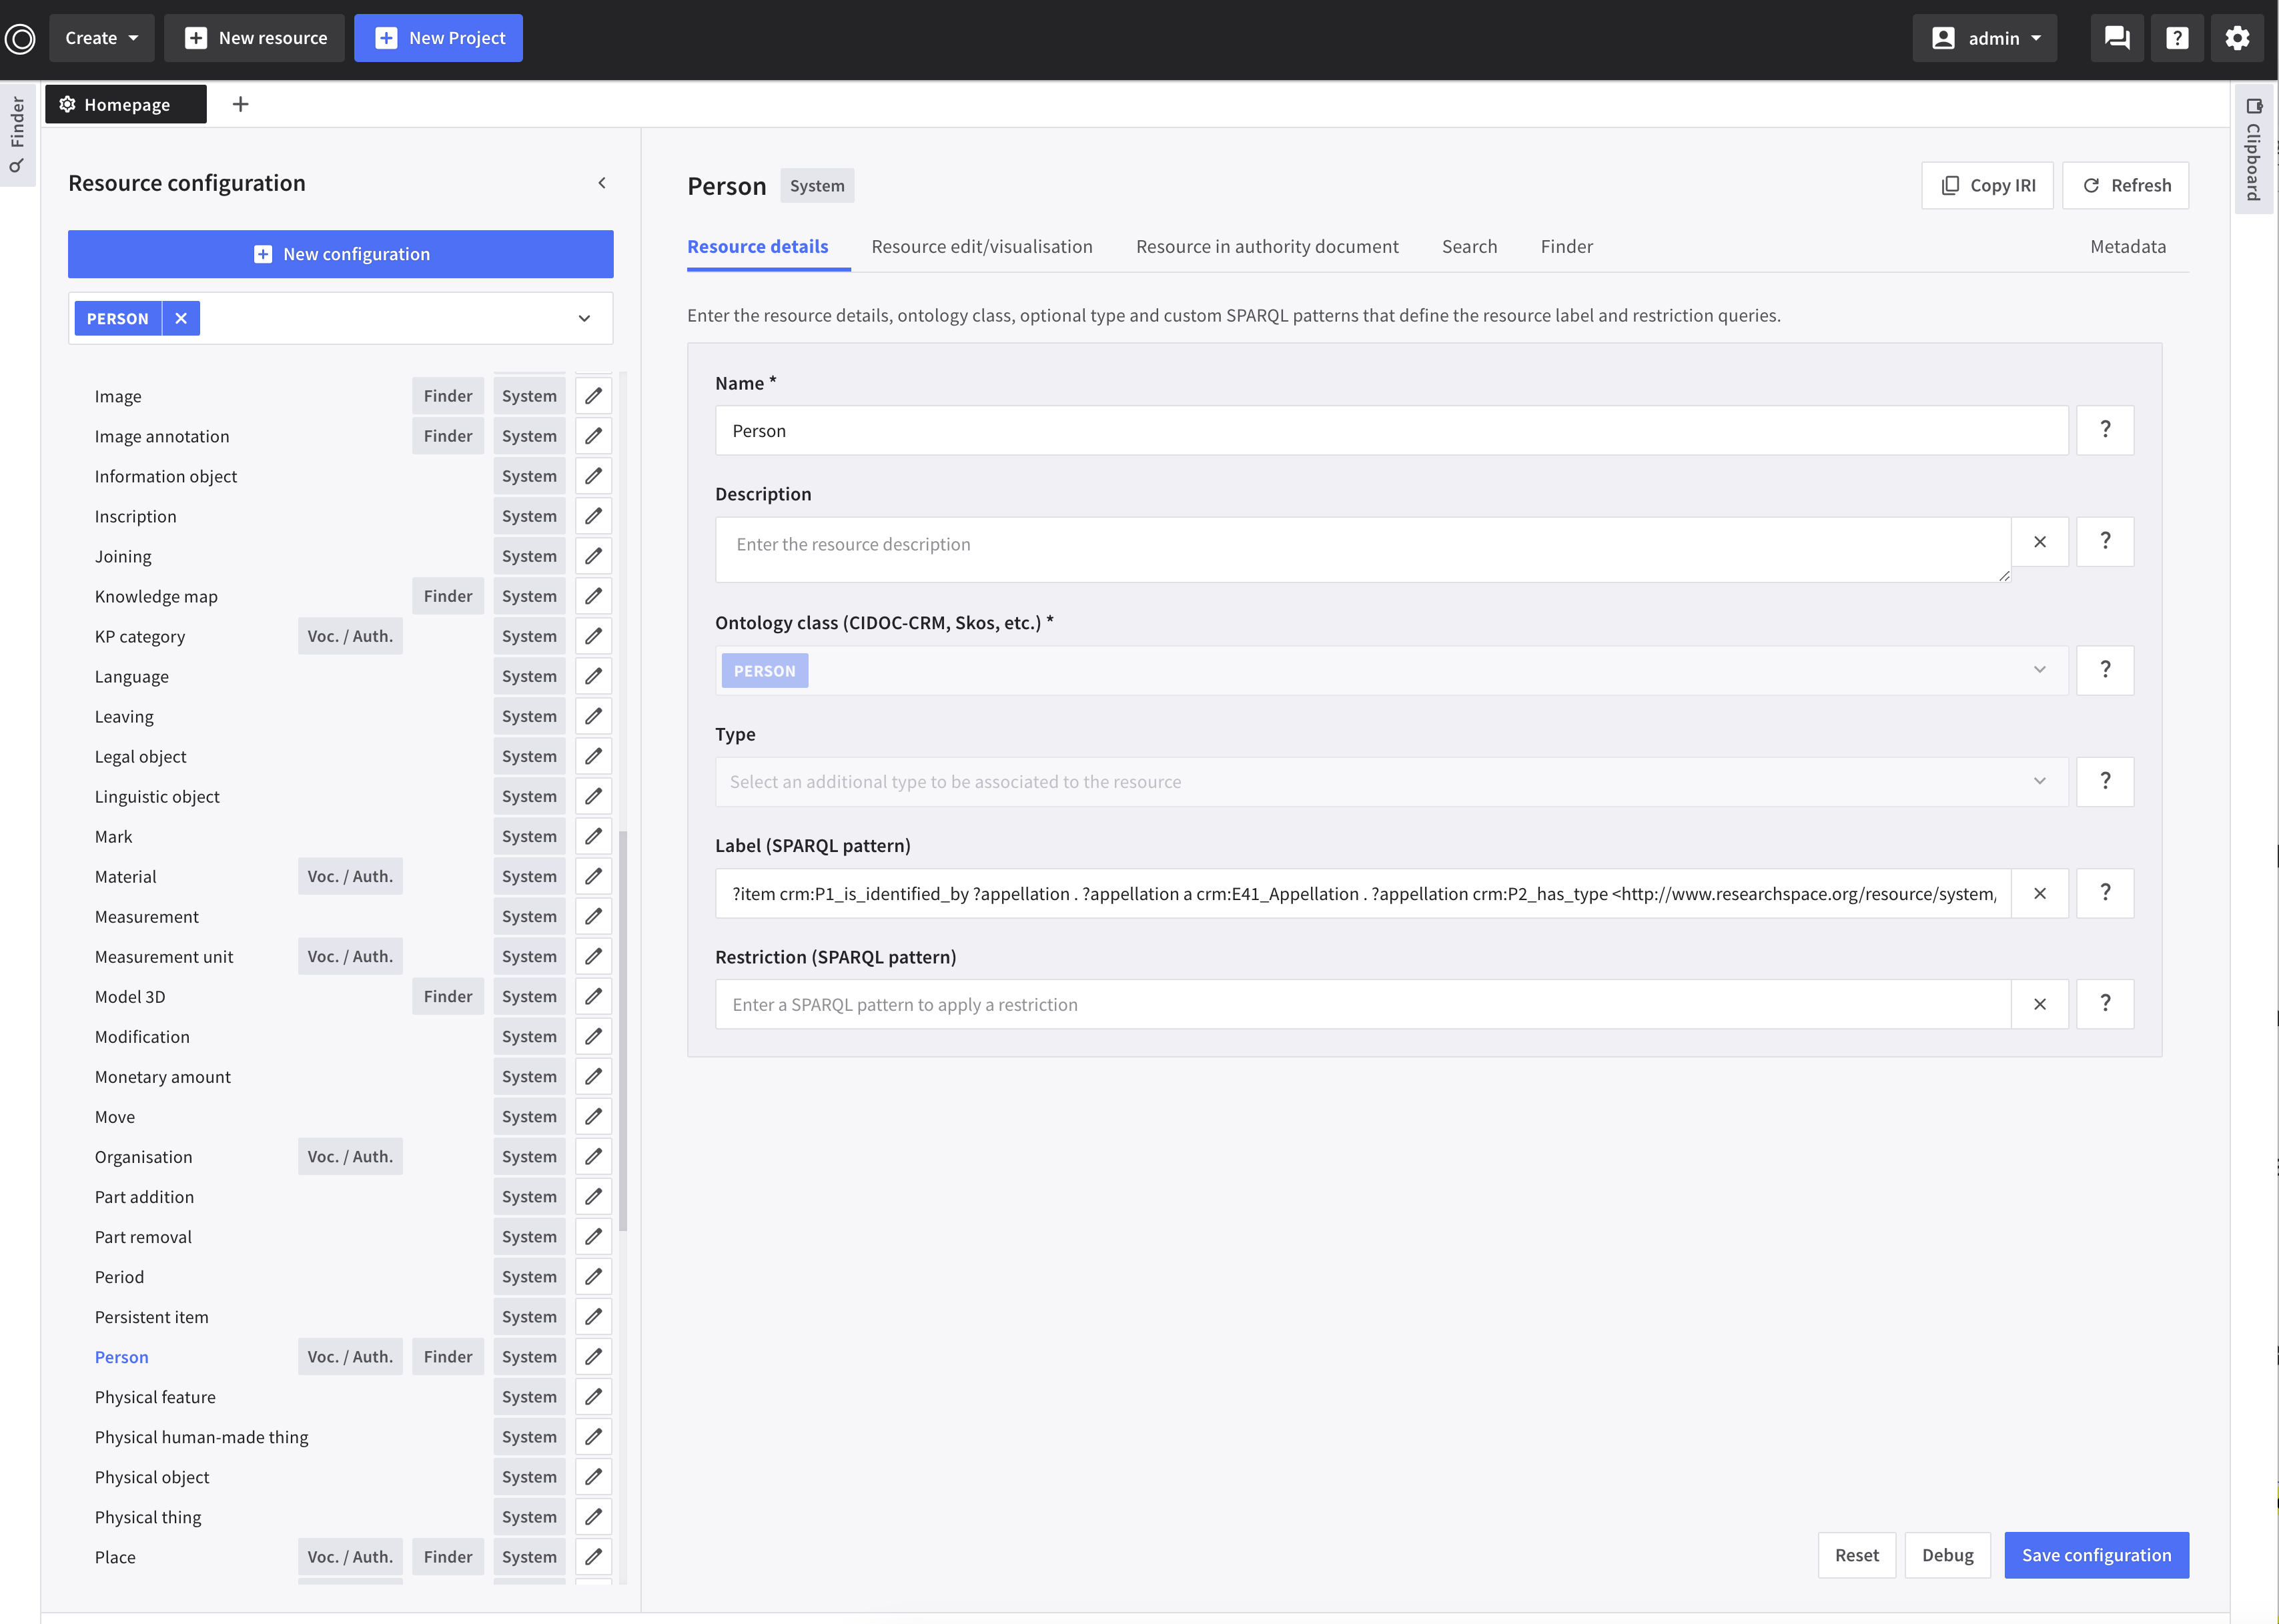 Create
New resource
New Project
admin
Finder
Homepage
Clipboard
Resource configuration
New configuration
PERSON
Image Finder System
Image annotation Finder System
Information object System
Inscription System
Joining System
Knowledge map Finder System
KP category Voc. / Auth. System
Language System
Leaving System
Legal object System
Linguistic object System
Mark System
Material Voc. / Auth. System
Measurement System
Measurement unit Voc. / Auth. System
Model 3D Finder System
Modification System
Monetary amount System
Move System
Organisation Voc. / Auth. System
Part addition System
Part removal System
Period System
Persistent item System
Person Voc. / Auth. Finder System
Physical feature System
Physical human-made thing System
Physical object System
Physical thing System
Place Voc. / Auth. Finder System
Person System
Copy IRI
Refresh
Resource details Resource edit/visualisation Resource in authority document Search Finder Metadata
Enter the resource details, ontology class, optional type and custom SPARQL patterns that define the resource label and restriction queries.
Name *
Person ?
Description
Enter the resource description ?
Ontology class (CIDOC-CRM, Skos, etc.) *
PERSON ?
Type
Select an additional type to be associated to the resource ?
Label (SPARQL pattern)
?item crm:P1_is_identified_by ?appellation . ?appellation a crm:E41_Appellation . ?appellation crm:P2_has_type <http://www.researchspace.org/resource/system, ?
Restriction (SPARQL pattern)
Enter a SPARQL pattern to apply a restriction ?
Reset Debug Save configuration